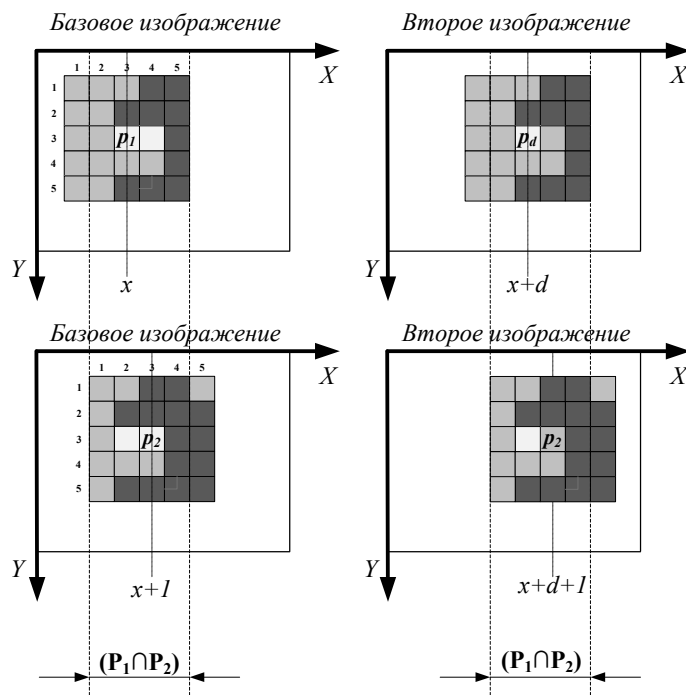 Базовое изображение
Второе изображение
X
X
1 2 3 4 5
1
2
3
4
5
p₁
p_d
Y
Y
x
x+d
Базовое изображение
Второе изображение
X
X
1 2 3 4 5
1
2
3
4
5
p₂
p₂
Y
Y
x+1
x+d+1
(P₁∩P₂)
(P₁∩P₂)